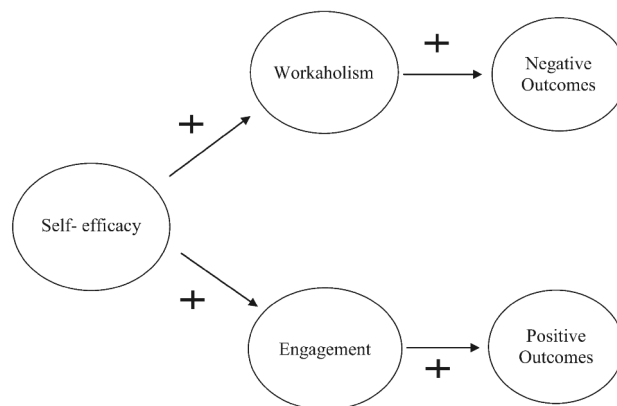 +
Workaholism
Negative
Outcomes
+
Self- efficacy
+
Engagement
Positive
Outcomes
+